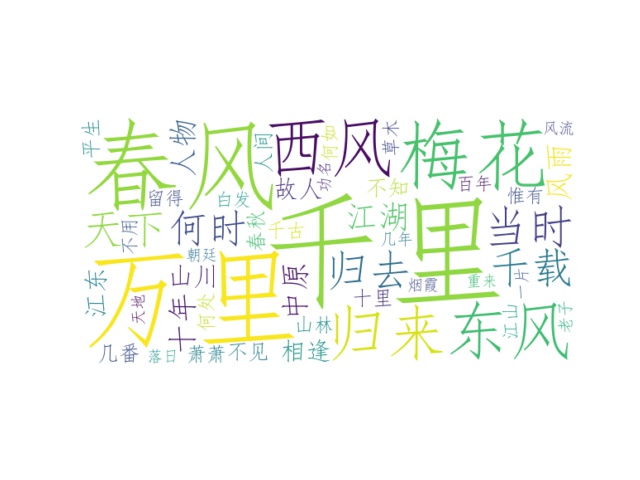 平生
人物
春风
留得
白发
人间
西风
故人
功名
何如
草木
不知
梅花
百年
惟有
风流
风雨
天下
不用
何时
春秋
千古
千里
江湖
几年
当时
江东
天地
万里
十年
山川
朝廷
何处
中原
归去
十里
烟霞
重来
千载
一片
江山
老子
山林
归来
东风
几番
落日
萧萧
不见
相逢